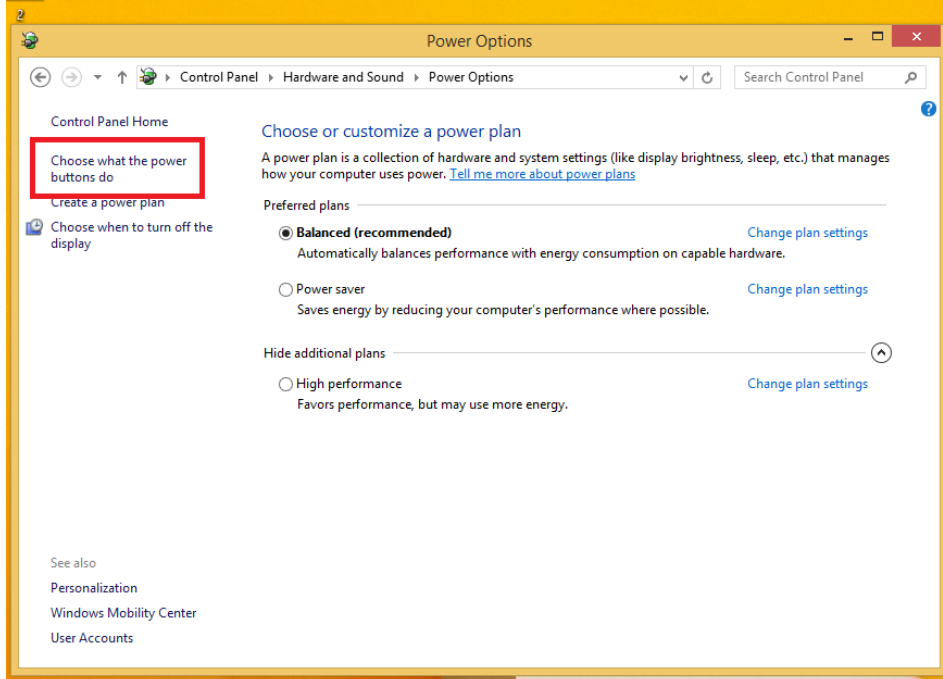 2
Power Options
Control Panel Hardware and Sound Power Options
Search Control Panel
Control Panel Home
Choose what the power
buttons do
Create a power plan
Choose when to turn off the
display
Choose or customize a power plan
A power plan is a collection of hardware and system settings (like display brightness, sleep, etc.) that manages
how your computer uses power. Tell me more about power plans
Preferred plans
Balanced (recommended) Change plan settings
Automatically balances performance with energy consumption on capable hardware.
Power saver Change plan settings
Saves energy by reducing your computer's performance where possible.
Hide additional plans
High performance Change plan settings
Favors performance, but may use more energy.
See also
Personalization
Windows Mobility Center
User Accounts